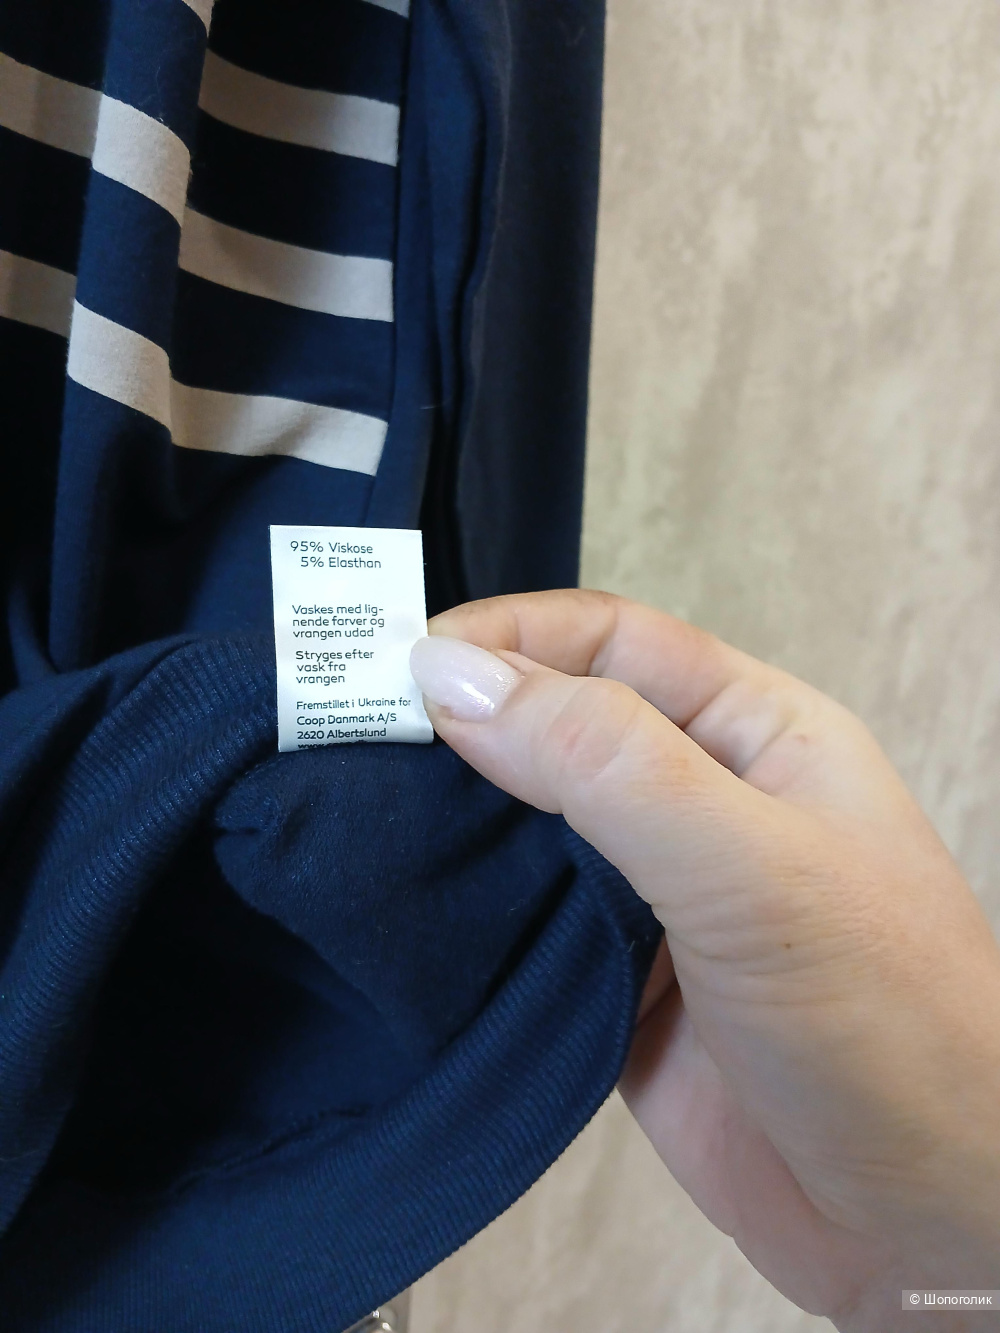 95% Viskose
5% Elasthan
Vaskes med lig-
nende farver og
vrangen udad
Stryges efter
vask fra
vrangen
Fremstillet i Ukraine for
Coop Danmark A/S
2620 Albertslund
© Шопоголик